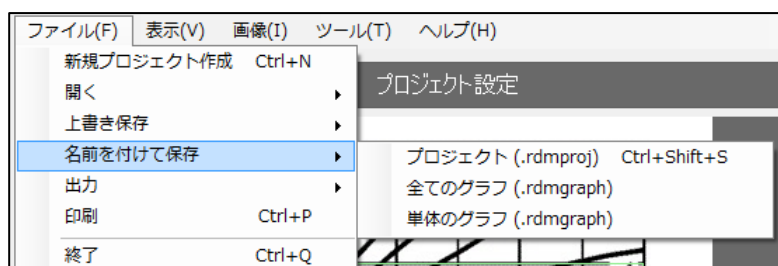 ファイル(F) 表示(V) 画像(I) ツール(T) ヘルプ(H)
新規プロジェクト作成 Ctrl+N
プロジェクト設定
開く
上書き保存
名前を付けて保存
プロジェクト (.rdmproj) Ctrl+Shift+S
出力
全てのグラフ (.rdmgraph)
印刷 Ctrl+P
単体のグラフ (.rdmgraph)
終了 Ctrl+Q